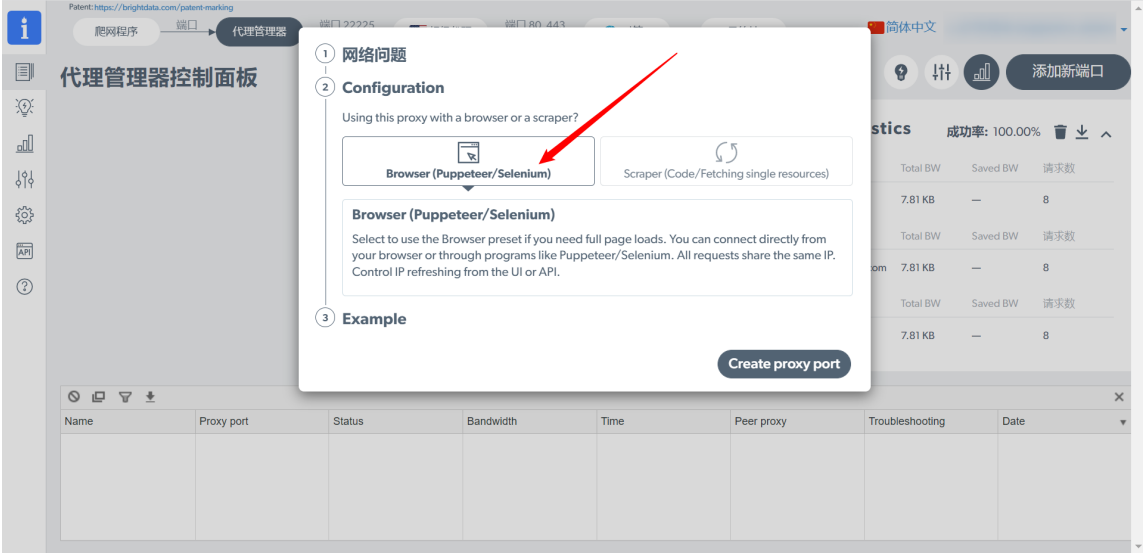 Patent:https://brightdata.com/patent-marking
爬网程序
端口
代理管理器
端口 22225
端口 80, 443
简体中文
代理管理器控制面板
添加新端口
1 网络问题
2 Configuration
Using this proxy with a browser or a scraper?
Browser (Puppeteer/Selenium)
Scraper (Code/Fetching single resources)
Browser (Puppeteer/Selenium)
Select to use the Browser preset if you need full page loads. You can connect directly from
your browser or through programs like Puppeteer/Selenium. All requests share the same IP.
Control IP refreshing from the UI or API.
3 Example
Create proxy port
stics
成功率: 100.00%
Total BW Saved BW 请求数
7.81 KB — 8
Total BW Saved BW 请求数
com 7.81 KB — 8
Total BW Saved BW 请求数
7.81 KB — 8
API
Name Proxy port Status Bandwidth Time Peer proxy Troubleshooting Date